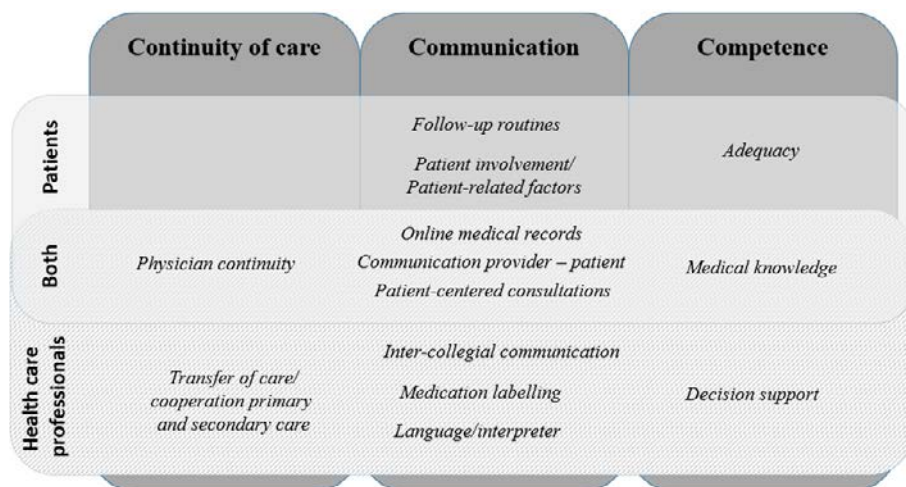 Continuity of care
Communication
Competence
Patients
Follow-up routines
Patient involvement/
Patient-related factors
Adequacy
Both
Physician continuity
Online medical records
Communication provider – patient
Patient-centered consultations
Medical knowledge
Health care
professionals
Transfer of care/
cooperation primary
and secondary care
Inter-collegial communication
Medication labelling
Language/interpreter
Decision support